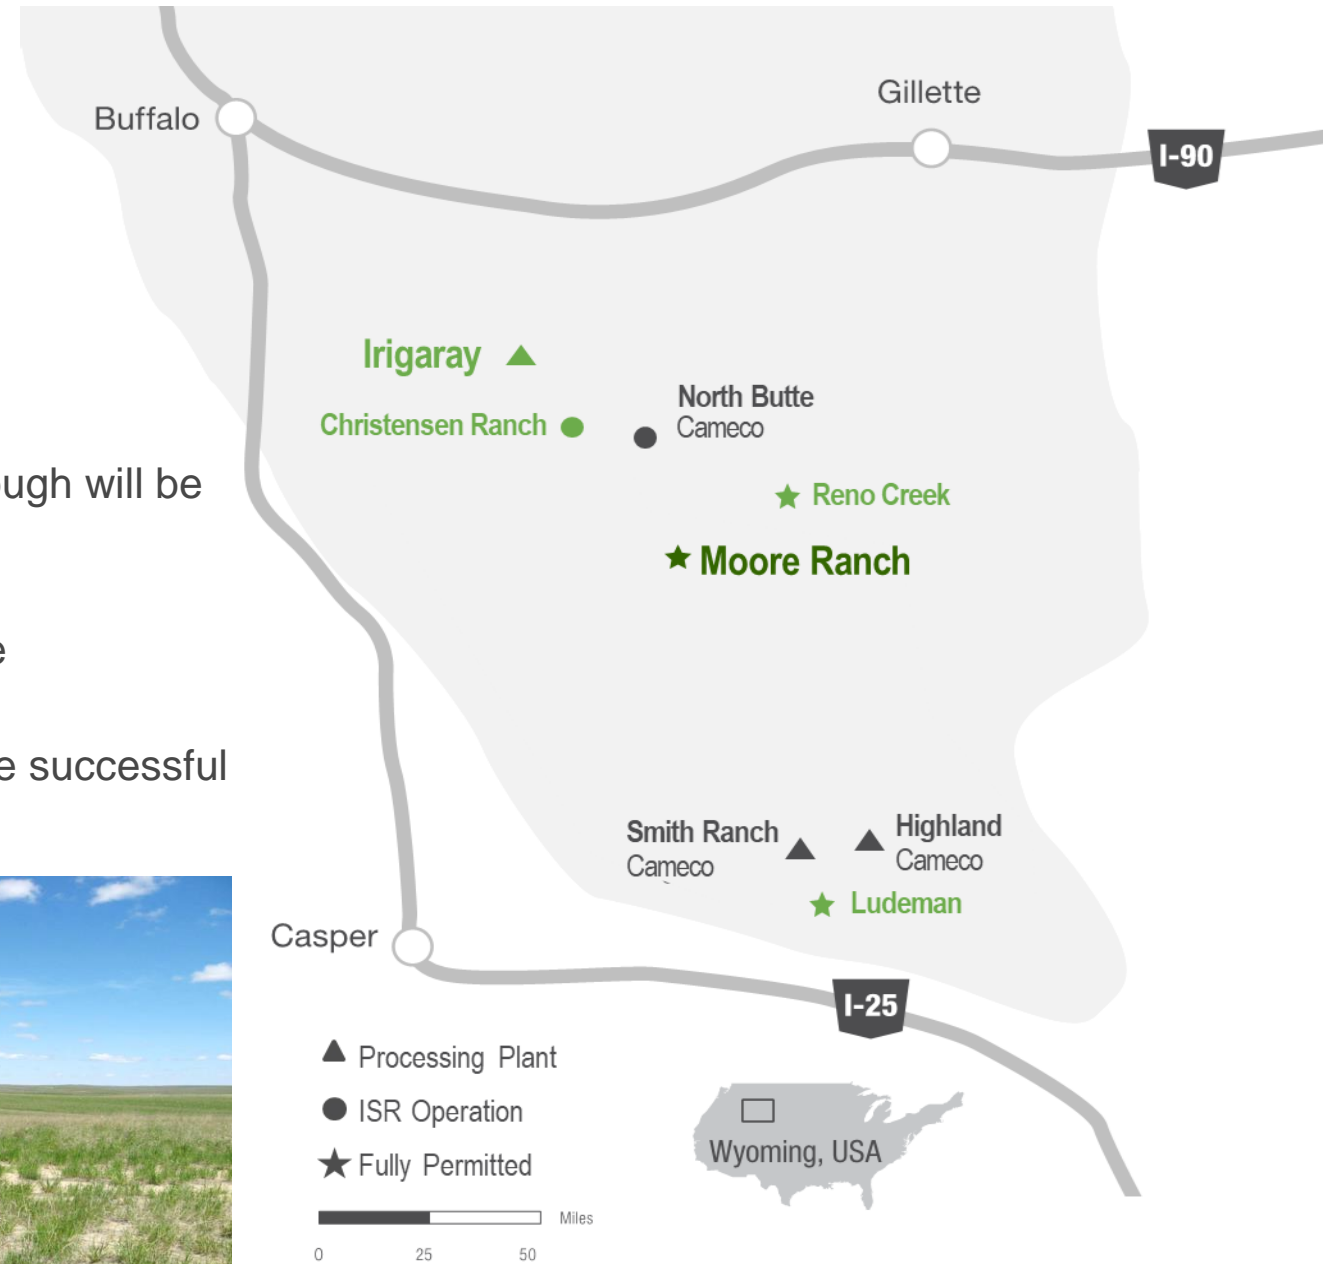 Buffalo
Gillette
I-90
Irigaray
North Butte
Cameco
Christensen Ranch
ough will be
Reno Creek
Moore Ranch
e
e successful
Smith Ranch
Cameco
Highland
Cameco
Ludeman
Casper
I-25
Processing Plant
ISR Operation
Fully Permitted
Wyoming, USA
Miles
0 25 50